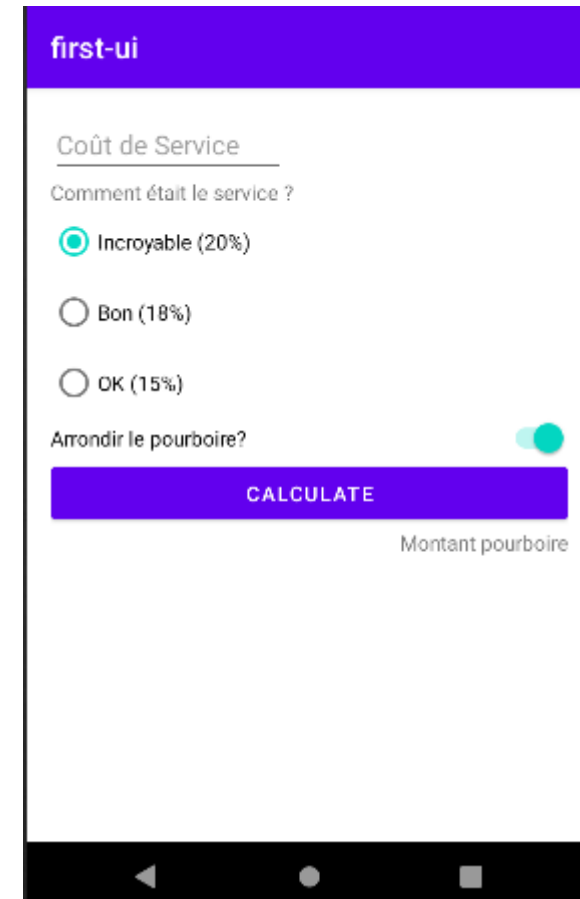 first-ui
Coût de Service
Comment était le service ?
Incroyable (20%)
Bon (18%)
OK (15%)
Arrondir le pourboire?
CALCULATE
Montant pourboire